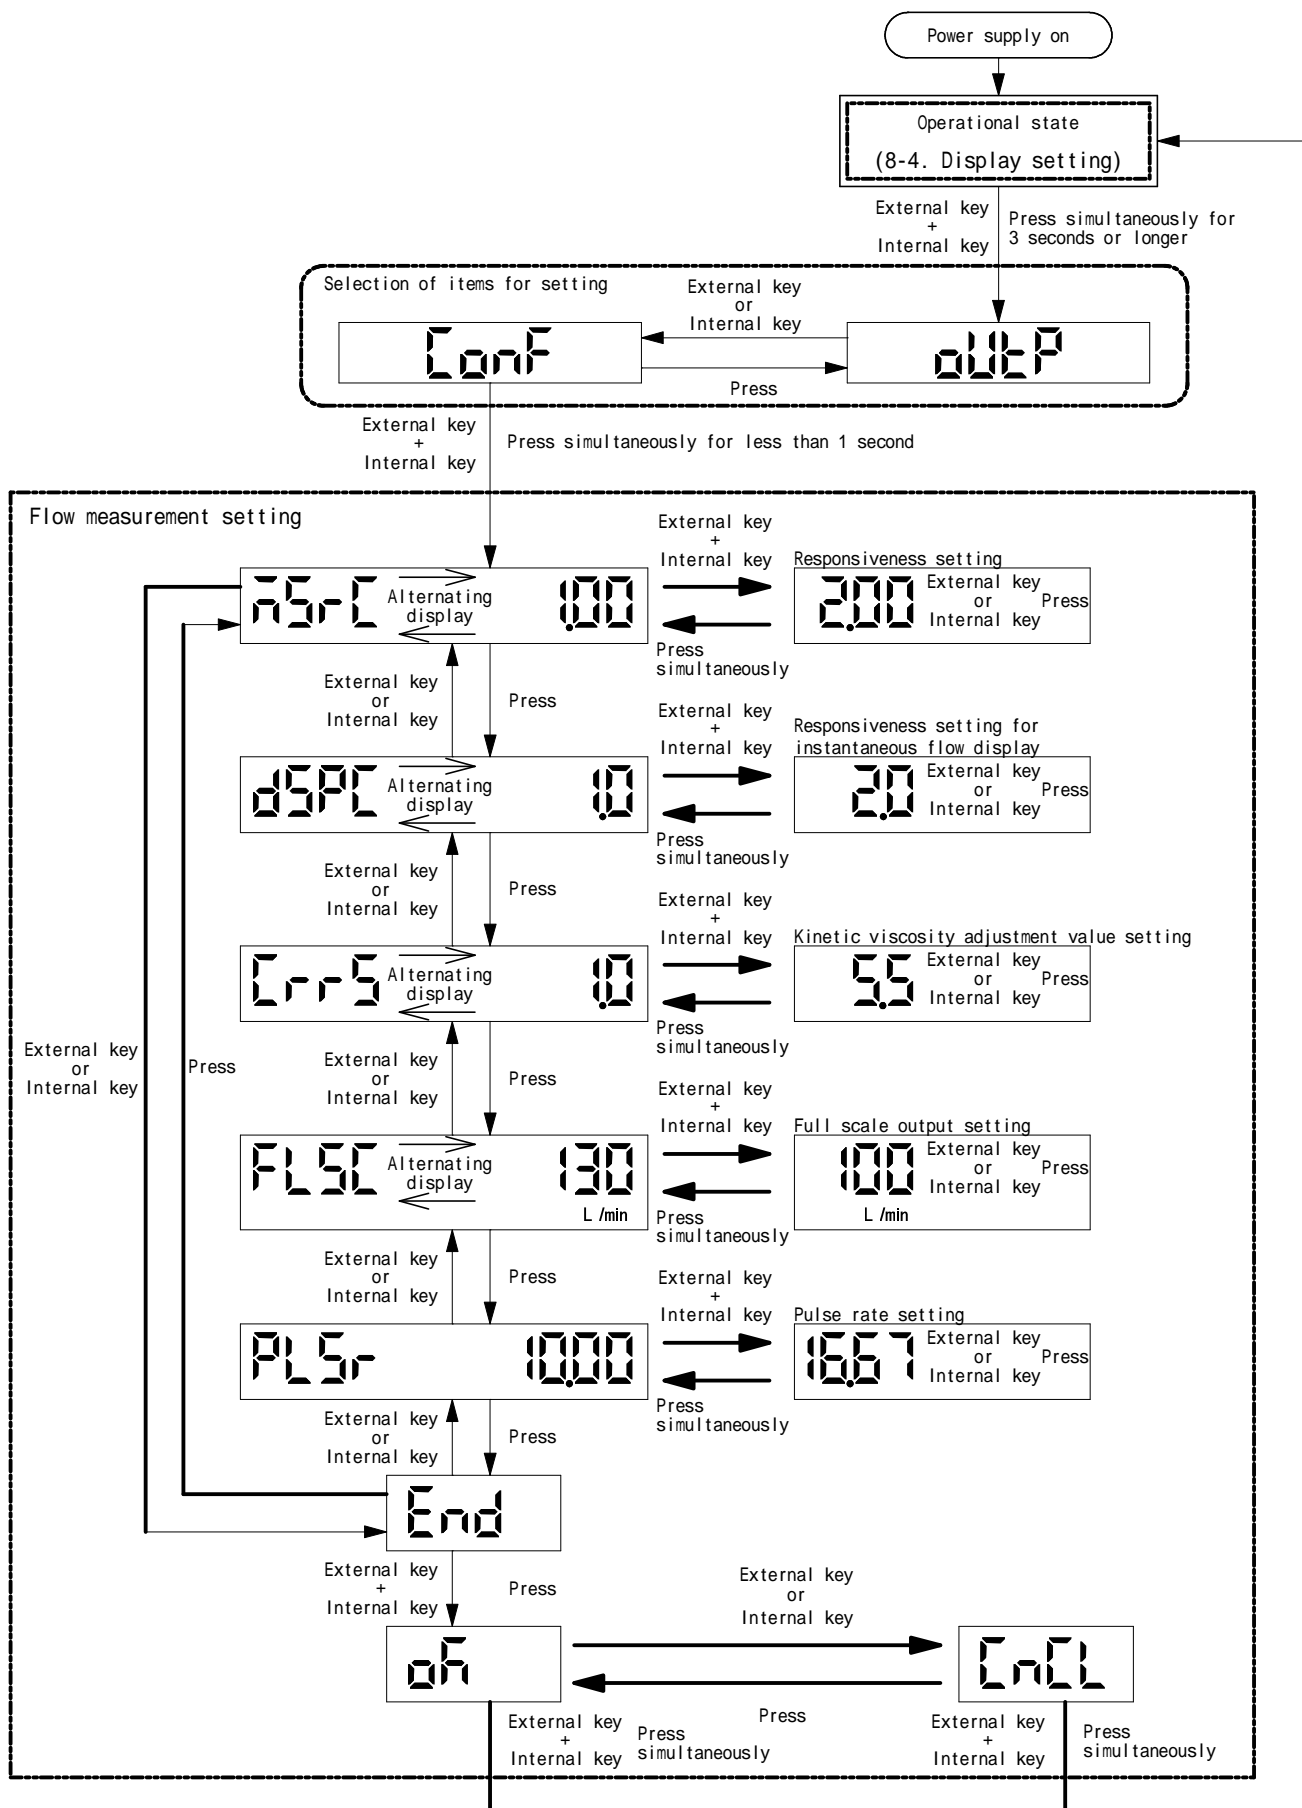 Power supply on
Operational state
(8-4. Display setting)
External key
+
Internal key
Press simultaneously for
3 seconds or longer
Selection of items for setting
External key
or
Internal key
ConF
oUtP
Press
External key
+
Internal key
Press simultaneously for less than 1 second
Flow measurement setting
External key
+
Internal key
Responsiveness setting
nSrC
Alternating
display
1.00
2.00
External key
or
Internal key
Press
Press
simultaneously
External key
or
Internal key
Press
External key
+
Internal key
Responsiveness setting for
instantaneous flow display
dSPC
Alternating
display
1.0
2.0
External key
or
Internal key
Press
Press
simultaneously
External key
or
Internal key
Press
External key
+
Internal key
Kinetic viscosity adjustment value setting
CrrS
Alternating
display
1.0
5.5
External key
or
Internal key
Press
Press
simultaneously
External key
or
Internal key
Press
External key
or
Internal key
Press
External key
+
Internal key
Full scale output setting
FLSC
Alternating
display
130
L /min
100
L /min
External key
or
Internal key
Press
Press
simultaneously
External key
or
Internal key
Press
External key
+
Internal key
Pulse rate setting
PLSr
10.00
16.67
External key
or
Internal key
Press
Press
simultaneously
External key
or
Internal key
Press
End
External key
+
Internal key
Press
External key
or
Internal key
oK
CnCL
Press
External key
+
Internal key
Press
simultaneously
External key
+
Internal key
Press
simultaneously